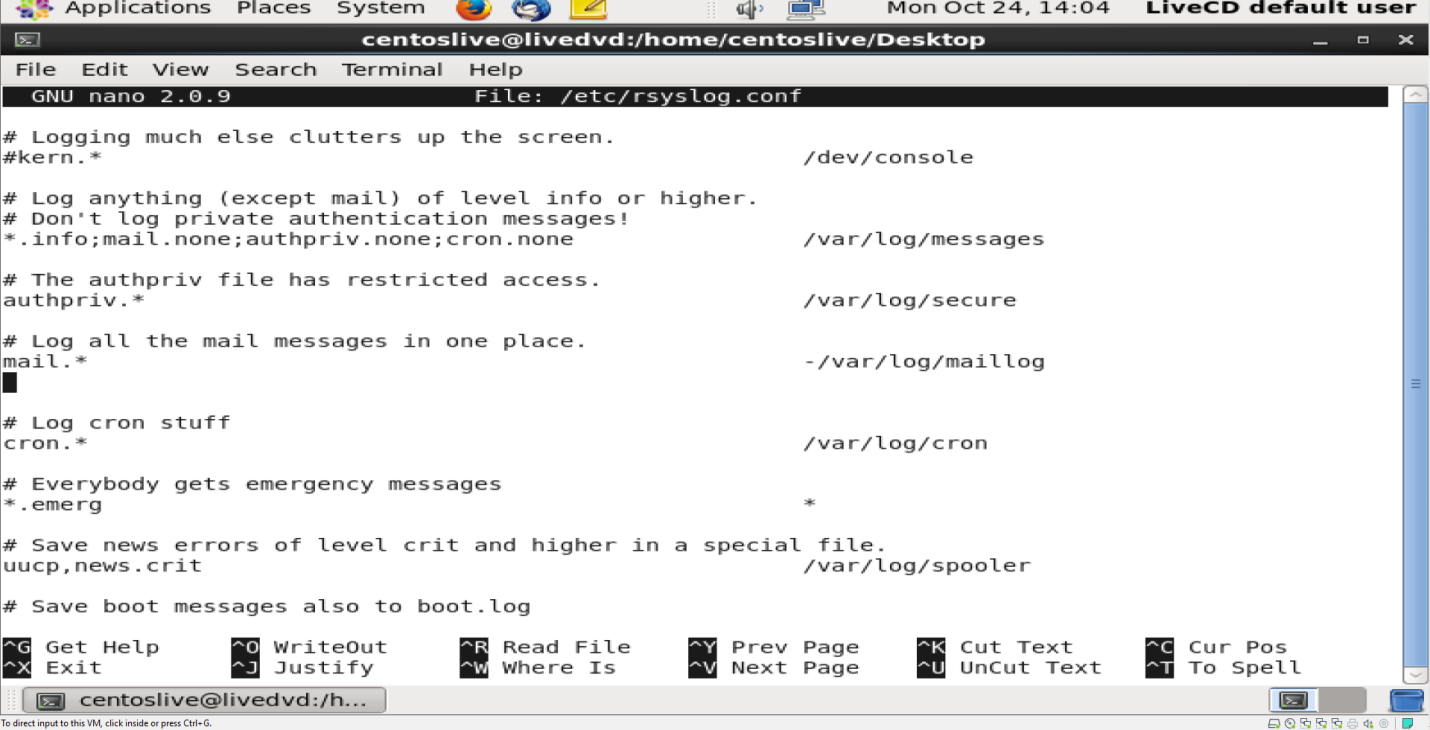 Applications Places System Mon Oct 24, 14:04 LiveCD default user
centoslive@livedvd:/home/centoslive/Desktop
File Edit View Search Terminal Help
GNU nano 2.0.9 File: /etc/rsyslog.conf
# Logging much else clutters up the screen.
#kern.* /dev/console
# Log anything (except mail) of level info or higher.
# Don't log private authentication messages!
*.info;mail.none;authpriv.none;cron.none /var/log/messages
# The authpriv file has restricted access.
authpriv.* /var/log/secure
# Log all the mail messages in one place.
mail.* -/var/log/maillog
# Log cron stuff
cron.* /var/log/cron
# Everybody gets emergency messages
*.emerg *
# Save news errors of level crit and higher in a special file.
uucp,news.crit /var/log/spooler
# Save boot messages also to boot.log
^G Get Help ^O WriteOut ^R Read File ^Y Prev Page ^K Cut Text ^C Cur Pos
^X Exit ^J Justify ^W Where Is ^V Next Page ^U UnCut Text ^T To Spell
centoslive@livedvd:/h...
To direct input to this VM, click inside or press Ctrl+G.